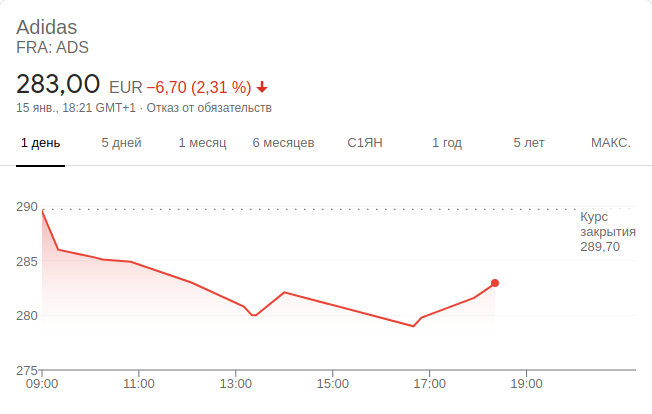 Adidas
FRA: ADS
283,00 EUR −6,70 (2,31 %)
15 янв., 18:21 GMT+1 · Отказ от обязательств
1 день 5 дней 1 месяц 6 месяцев С1ЯН 1 год 5 лет МАКС.
290
Курс
закрытия
289,70
285
280
275
09:00 11:00 13:00 15:00 17:00 19:00